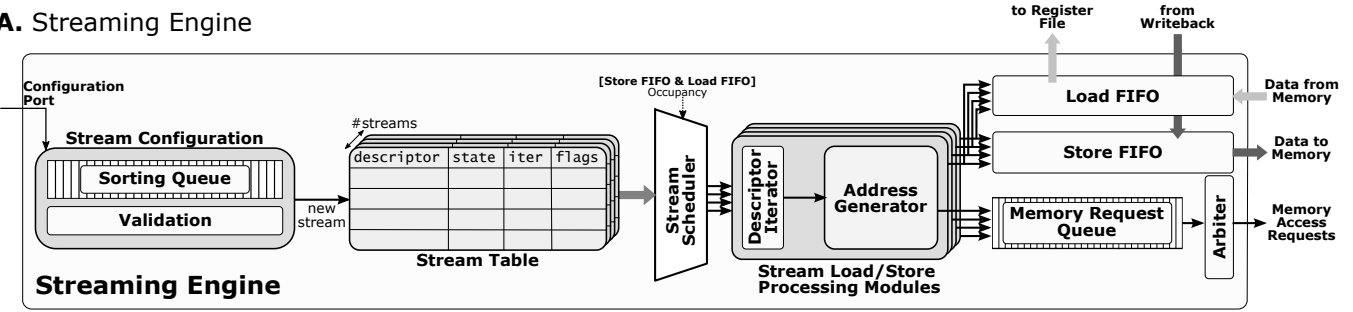 A. Streaming Engine
to Register
File
from
Writeback
Configuration
Port
Stream Configuration
Sorting Queue
Validation
new
stream
#streams
descriptor state iter flags
Stream Table
[Store FIFO & Load FIFO]
Occupancy
Stream
Scheduler
Descriptor
Iterator
Address
Generator
Stream Load/Store
Processing Modules
Load FIFO
Store FIFO
Memory Request
Queue
Arbiter
Data from
Memory
Data to
Memory
Memory
Access
Requests
Streaming Engine